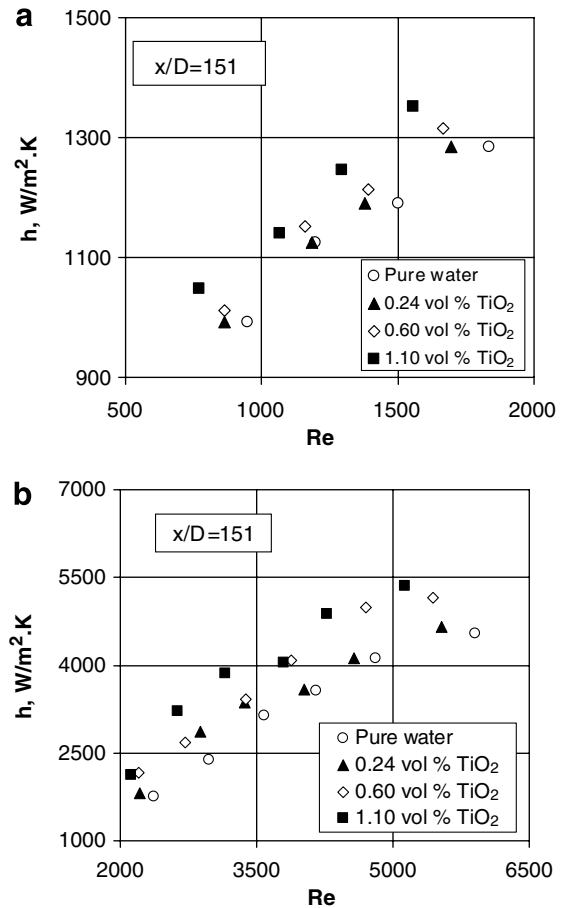 a
x/D=151
1500
1300
1100
900
h, W/m².K
○ Pure water
▲ 0.24 vol % TiO₂
◇ 0.60 vol % TiO₂
■ 1.10 vol % TiO₂
500 1000 1500 2000
Re
b
x/D=151
7000
5500
4000
2500
1000
h, W/m².K
○ Pure water
▲ 0.24 vol % TiO₂
◇ 0.60 vol % TiO₂
■ 1.10 vol % TiO₂
2000 3500 5000 6500
Re